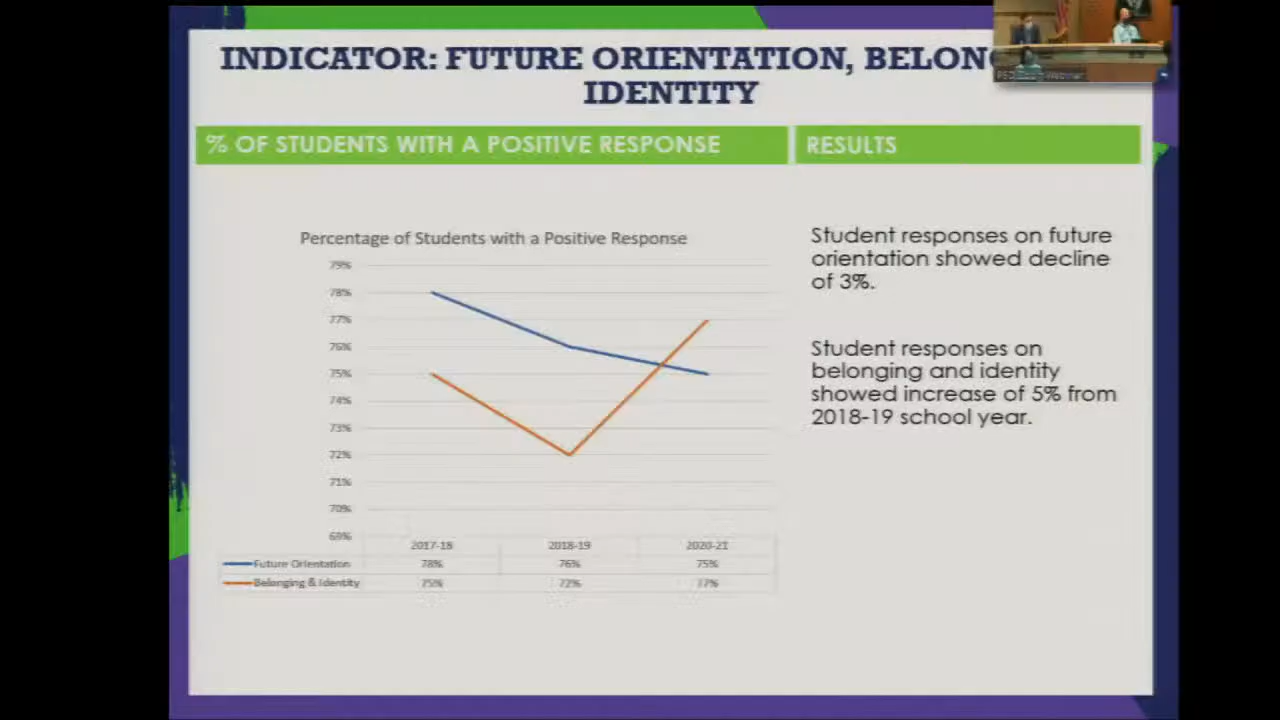 INDICATOR: FUTURE ORIENTATION, BELON
IDENTITY
% OF STUDENTS WITH A POSITIVE RESPONSE
RESULTS
Percentage of Students with a Positive Response
79%
78%
77%
76%
75%
74%
73%
72%
71%
70%
69%
2017-18 2018-19 2020-21
Future Orientation 78% 76% 75%
Belonging & Identity 75% 72% 77%
Student responses on future
orientation showed decline
of 3%.
Student responses on
belonging and identity
showed increase of 5% from
2018-19 school year.